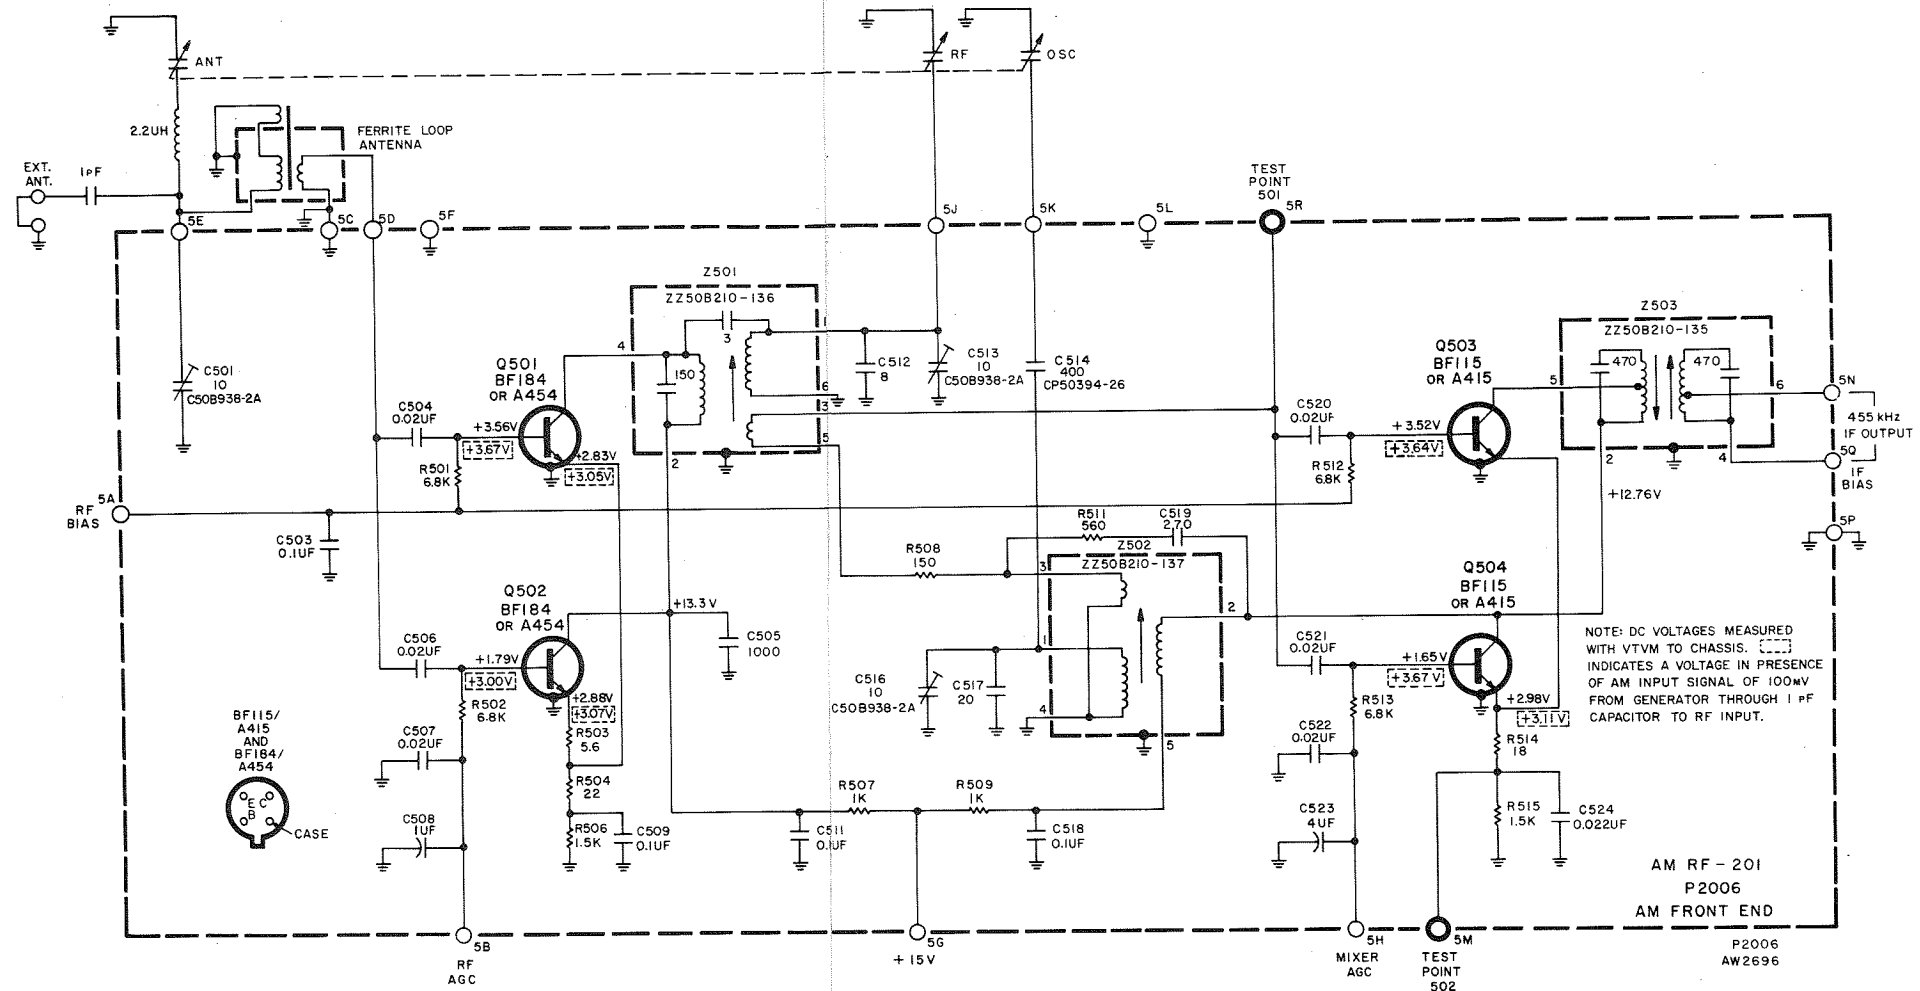 ANT
RF
OSC
2.2UH
FERRITE LOOP
ANTENNA
EXT.
ANT.
1PF
5E
5C
5D
5F
5J
5K
5L
TEST
POINT
501
5R
Z501
ZZ50B210-136
3
1
4
150
6
3
5
2
C501
10
C50B938-2A
Q501
BF184
OR A454
C504
0.02UF
+3.56V
+3.67V
+2.83V
+3.05V
R501
6.8K
C512
8
C513
10
C50B938-2A
C514
400
CP50394-26
C520
0.02UF
Q503
BF115
OR A415
+3.52V
+3.64V
R512
6.8K
Z503
ZZ50B210-135
470
470
5
6
2
4
+12.76V
5N
455 kHz
IF OUTPUT
5Q
IF
BIAS
5P
5A
RF
BIAS
C503
0.1UF
R508
150
R511
560
C519
270
Z502
ZZ50B210-137
3
2
1
4
5
Q502
BF184
OR A454
+13.3V
C505
1000
C506
0.02UF
+1.79V
+3.00V
+2.88V
+3.07V
R502
6.8K
R503
5.6
C507
0.02UF
R504
22
C508
1UF
R506
1.5K
C509
0.1UF
C516
10
C50B938-2A
C517
20
R507
1K
R509
1K
C511
0.1UF
C518
0.1UF
Q504
BF115
OR A415
C521
0.02UF
+1.65V
+3.67V
+2.98V
+3.11V
R513
6.8K
C522
0.02UF
R514
18
C523
4UF
R515
1.5K
C524
0.022UF
NOTE: DC VOLTAGES MEASURED
WITH VTVM TO CHASSIS.
INDICATES A VOLTAGE IN PRESENCE
OF AM INPUT SIGNAL OF 100MV
FROM GENERATOR THROUGH 1 PF
CAPACITOR TO RF INPUT.
BF115/
A415
AND
BF184/
A454
E C
B
CASE
AM RF-201
P2006
AM FRONT END
5B
RF
AGC
5G
+15V
5H
MIXER
AGC
5M
TEST
POINT
502
P2006
AW2696